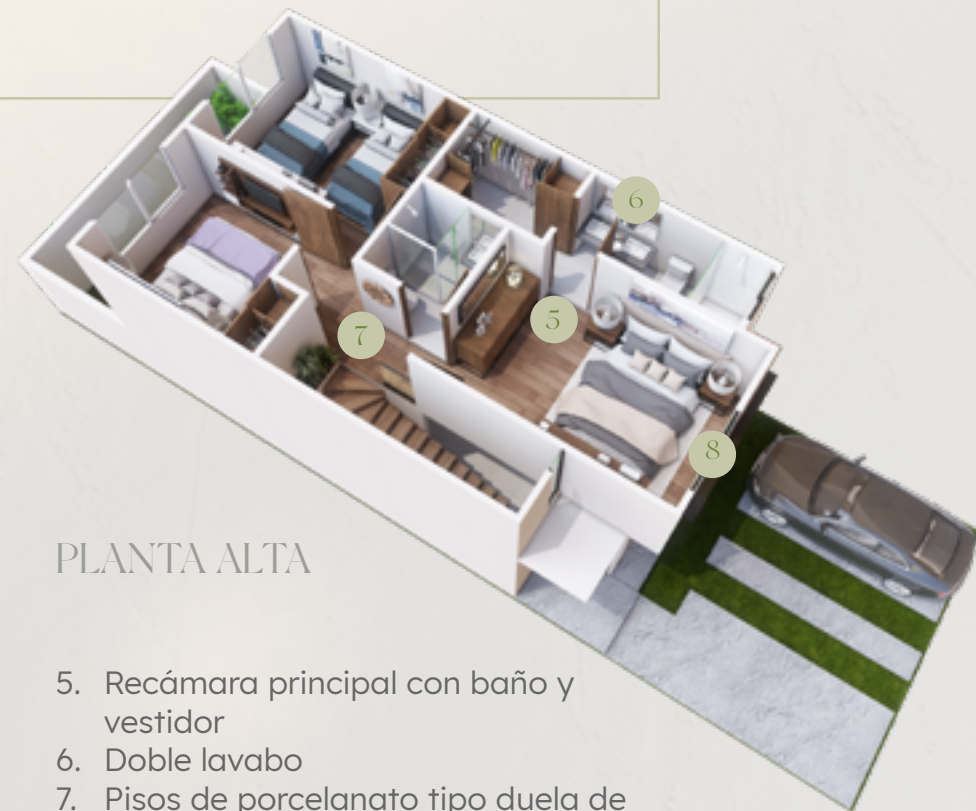 6
5
7
8
PLANTA ALTA
5. Recámara principal con baño y
vestidor
6. Doble lavabo
7. Pisos de porcelanato tipo duela de